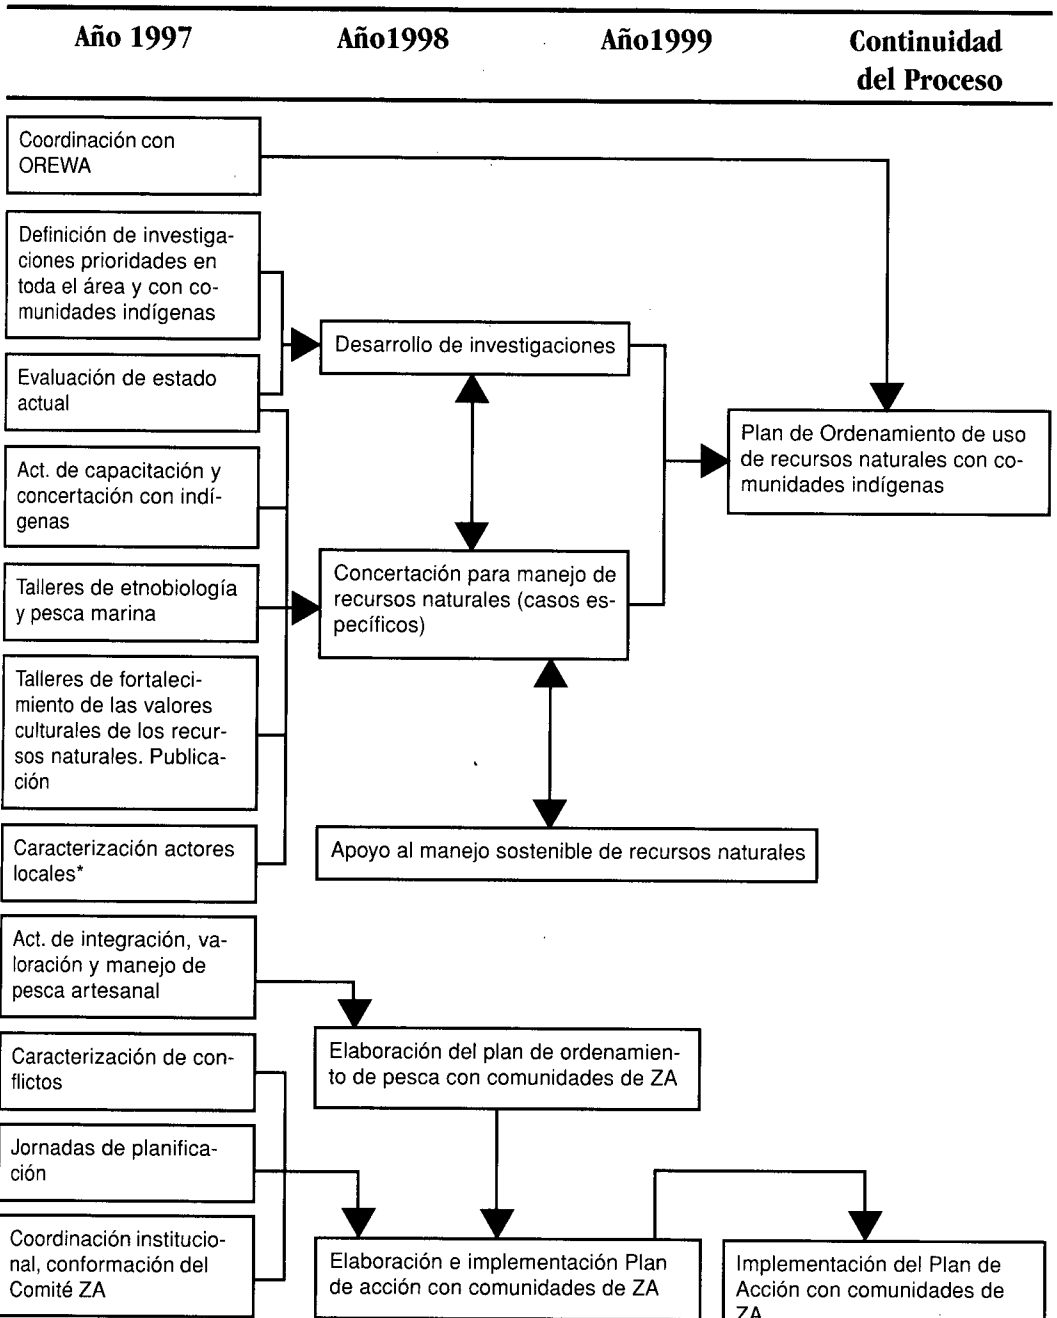 Año 1997
Año1998
Año1999
Continuidad
del Proceso
Coordinación con
OREWA
Definición de investiga-
ciones prioridades en
toda el área y con co-
munidades indígenas
Desarrollo de investigaciones
Evaluación de estado
actual
Plan de Ordenamiento de uso
de recursos naturales con co-
munidades indígenas
Act. de capacitación y
concertación con indí-
genas
Concertación para manejo de
recursos naturales (casos es-
pecíficos)
Talleres de etnobiología
y pesca marina
Talleres de fortaleci-
miento de las valores
culturales de los recur-
sos naturales. Publica-
ción
Caracterización actores
locales*
Apoyo al manejo sostenible de recursos naturales
Act. de integración, va-
loración y manejo de
pesca artesanal
Elaboración del plan de ordenamien-
to de pesca con comunidades de ZA
Caracterización de con-
flictos
Jornadas de planifica-
ción
Coordinación institucio-
nal, conformación del
Comité ZA
Elaboración e implementación Plan
de acción con comunidades de ZA
Implementación del Plan de
Acción con comunidades de
ZA